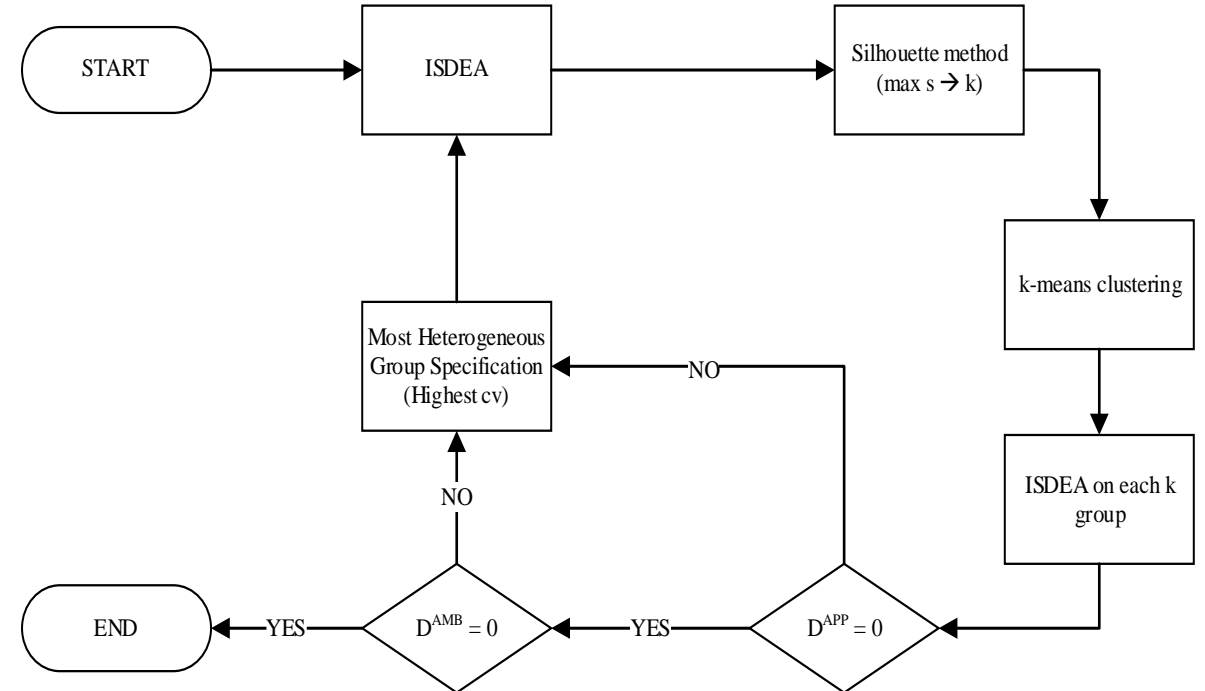 START
ISDEA
Silhouette method
(max s → k)
k-means clustering
Most Heterogeneous
Group Specification
(Highest cv)
NO
ISDEA on each k
group
NO
END
YES
D^AMB = 0
YES
D^APP = 0